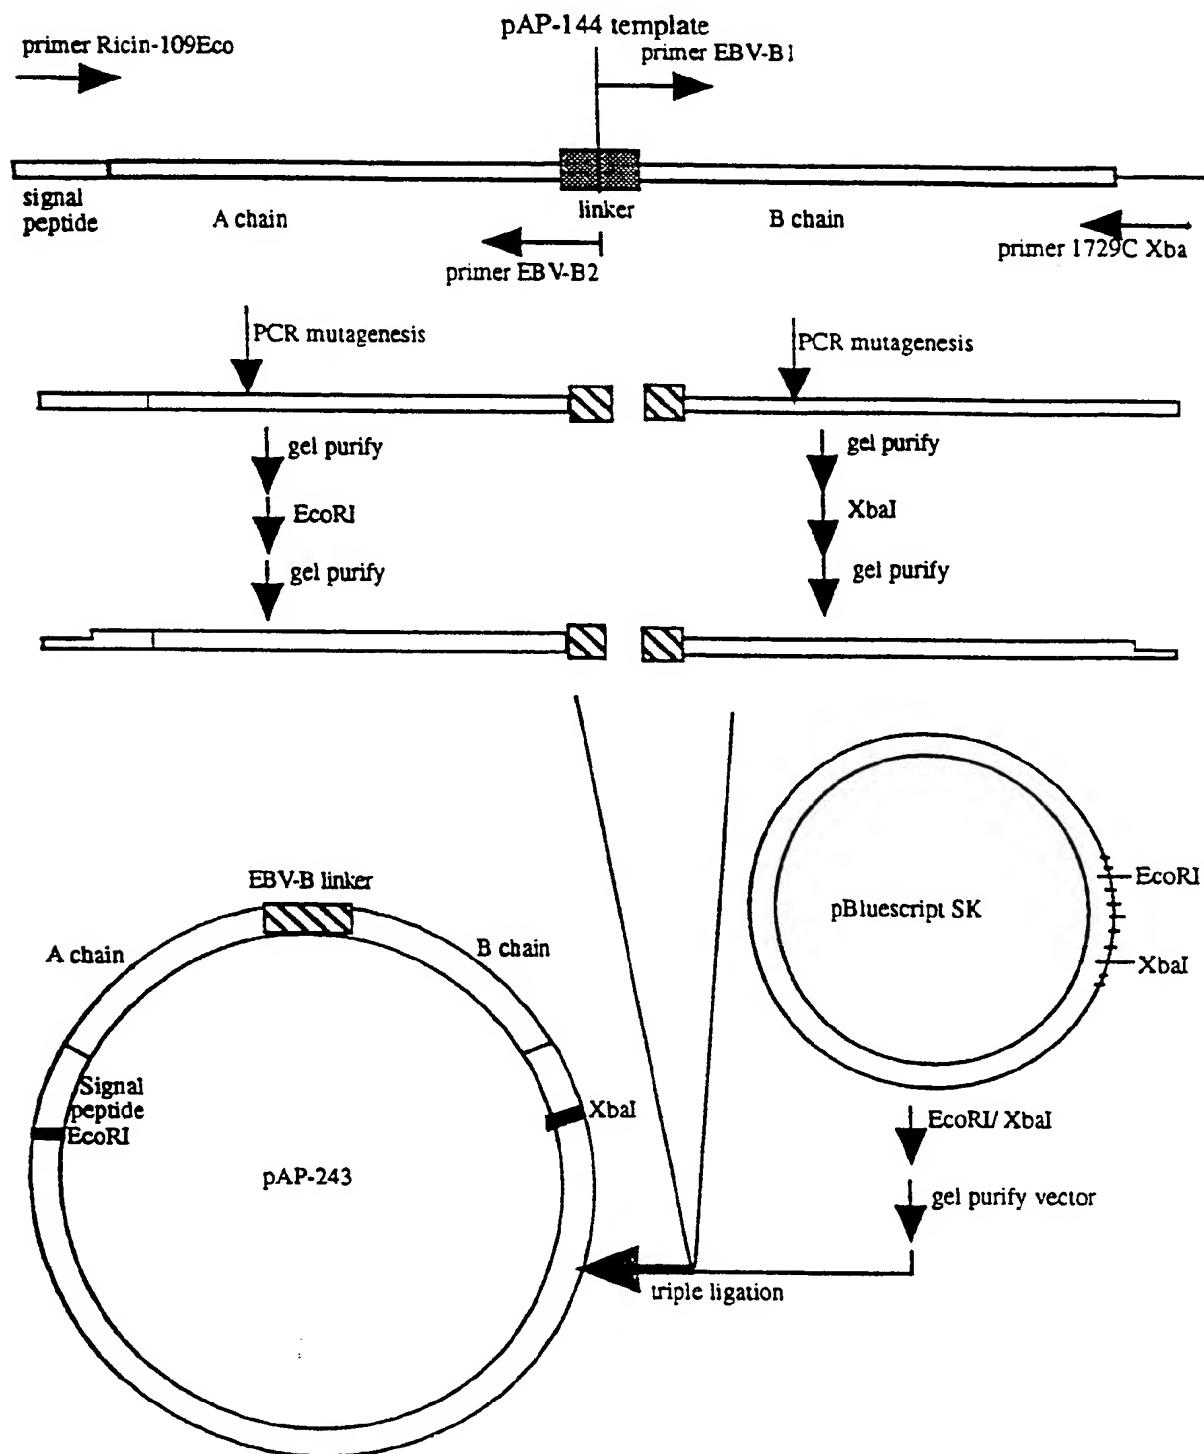 pAP-144 template
primer Ricin-109Eco
primer EBV-B1
signal
peptide
A chain
linker
B chain
primer EBV-B2
primer 1729C Xba
PCR mutagenesis
PCR mutagenesis
gel purify
gel purify
EcoRI
XbaI
gel purify
gel purify
EBV-B linker
A chain
B chain
pBluescript SK
EcoRI
XbaI
Signal
peptide
EcoRI
XbaI
pAP-243
EcoRI/ XbaI
gel purify vector
triple ligation